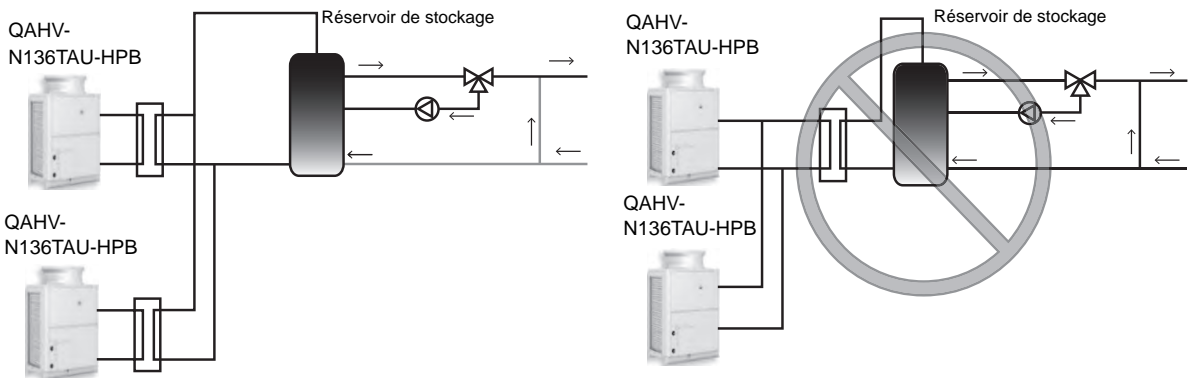 Réservoir de stockage
QAHV-
N136TAU-HPB
QAHV-
N136TAU-HPB
Réservoir de stockage
QAHV-
N136TAU-HPB
QAHV-
N136TAU-HPB